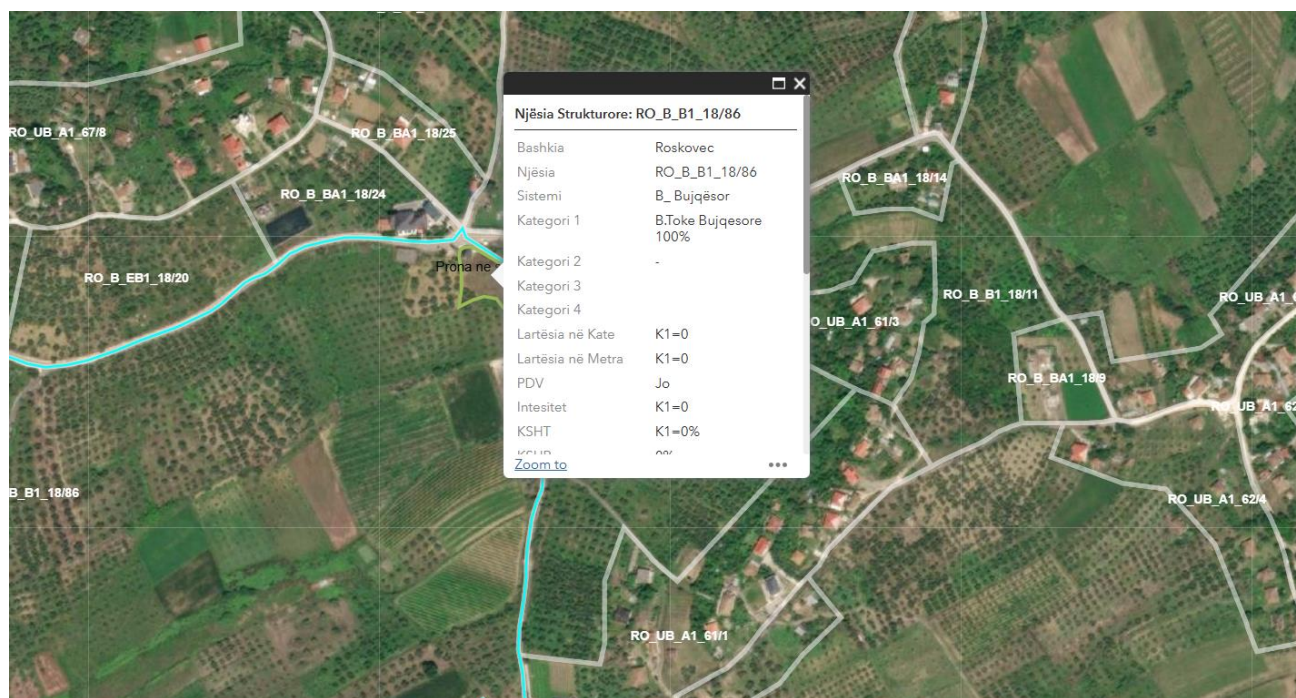 Njësia Strukturore: RO_B_B1_18/86
Bashkia Roskovec
Njësia RO_B_B1_18/86
Sistemi B_ Bujqësor
Kategori 1 B.Toke Bujqesore
100%
Kategori 2 -
Kategori 3
Kategori 4
Lartësia në Kate K1=0
Lartësia në Metra K1=0
PDV Jo
Intesitet K1=0
KSHT K1=0%
Zoom to
RO_UB_A1_67/8
RO_B_BA1_18/25
RO_B_BA1_18/24
RO_B_BA1_18/14
Prona ne
RO_B_EB1_18/20
RO_B_B1_18/11
RO_UB_A1_6
O_UB_A1_61/3
RO_B_BA1_18/9
RO_UB_A1_62
B_B1_18/86
RO_UB_A1_62/4
RO_UB_A1_61/1